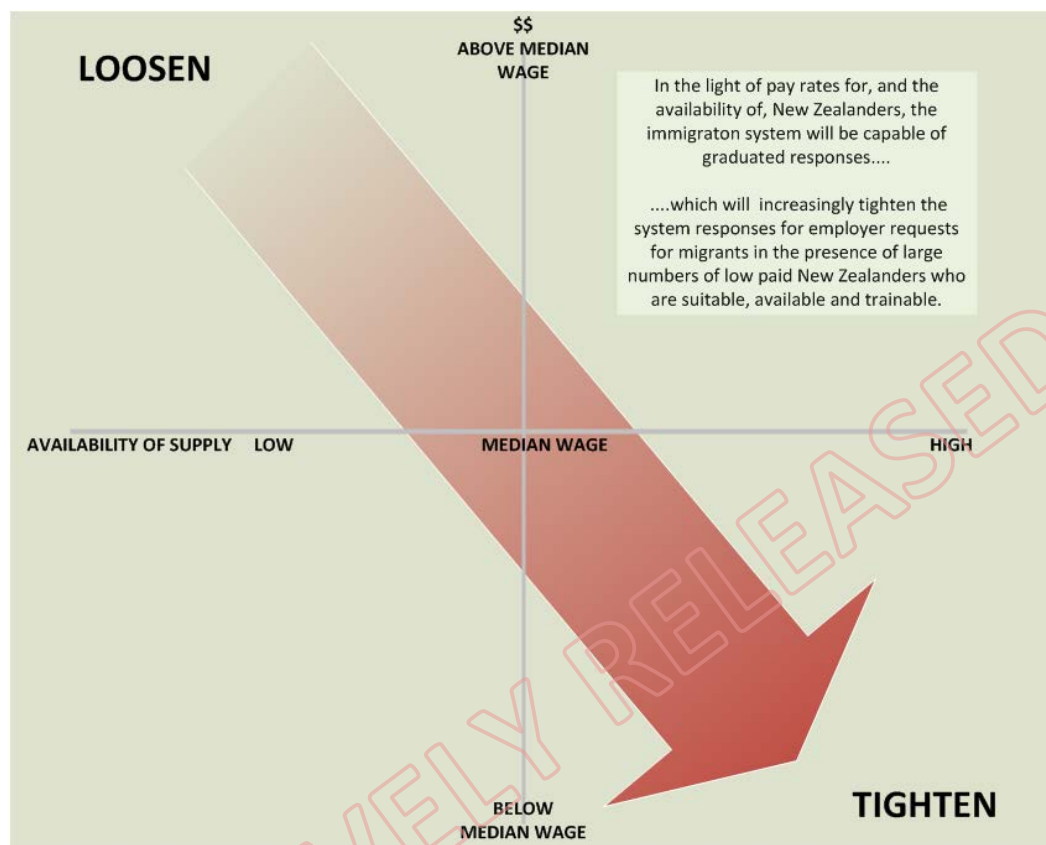 $$
ABOVE MEDIAN
WAGE
LOOSEN
In the light of pay rates for, and the
availability of, New Zealanders, the
immigraton system will be capable of
graduated responses....
....which will increasingly tighten the
system responses for employer requests
for migrants in the presence of large
numbers of low paid New Zealanders who
are suitable, available and trainable.
AVAILABILITY OF SUPPLY LOW
MEDIAN WAGE
HIGH
BELOW
MEDIAN WAGE
TIGHTEN
VELY RELEASED